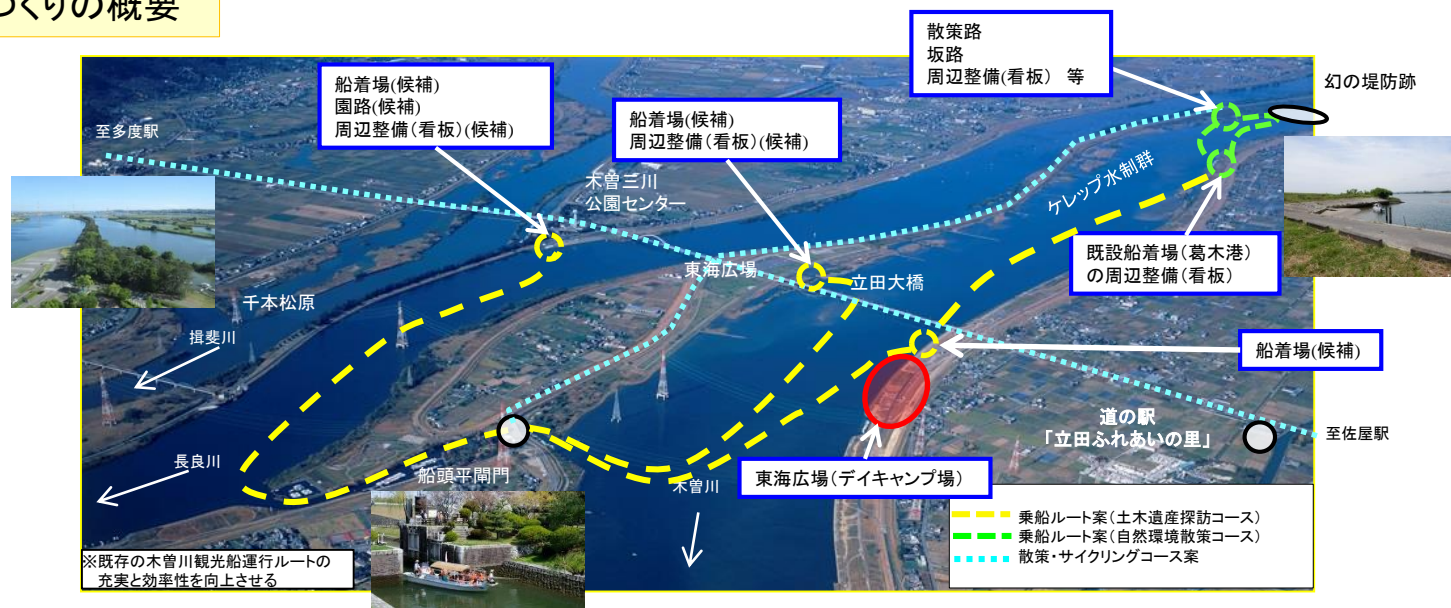 づくりの概要
散策路
坂路
周辺整備(看板) 等
幻の堤防跡
船着場(候補)
園路(候補)
周辺整備(看板)(候補)
船着場(候補)
周辺整備(看板)(候補)
至多度駅
木曽三川
公園センター
ケレップ水制群
既設船着場(葛木港)
の周辺整備(看板)
東海広場
立田大橋
千本松原
揖斐川
船着場(候補)
道の駅
「立田ふれあいの里」
至佐屋駅
長良川
船頭平閘門
木曽川
東海広場(デイキャンプ場)
乗船ルート案(土木遺産探訪コース)
乗船ルート案(自然環境散策コース)
散策・サイクリングコース案
※既存の木曽川観光船運行ルートの
充実と効率性を向上させる